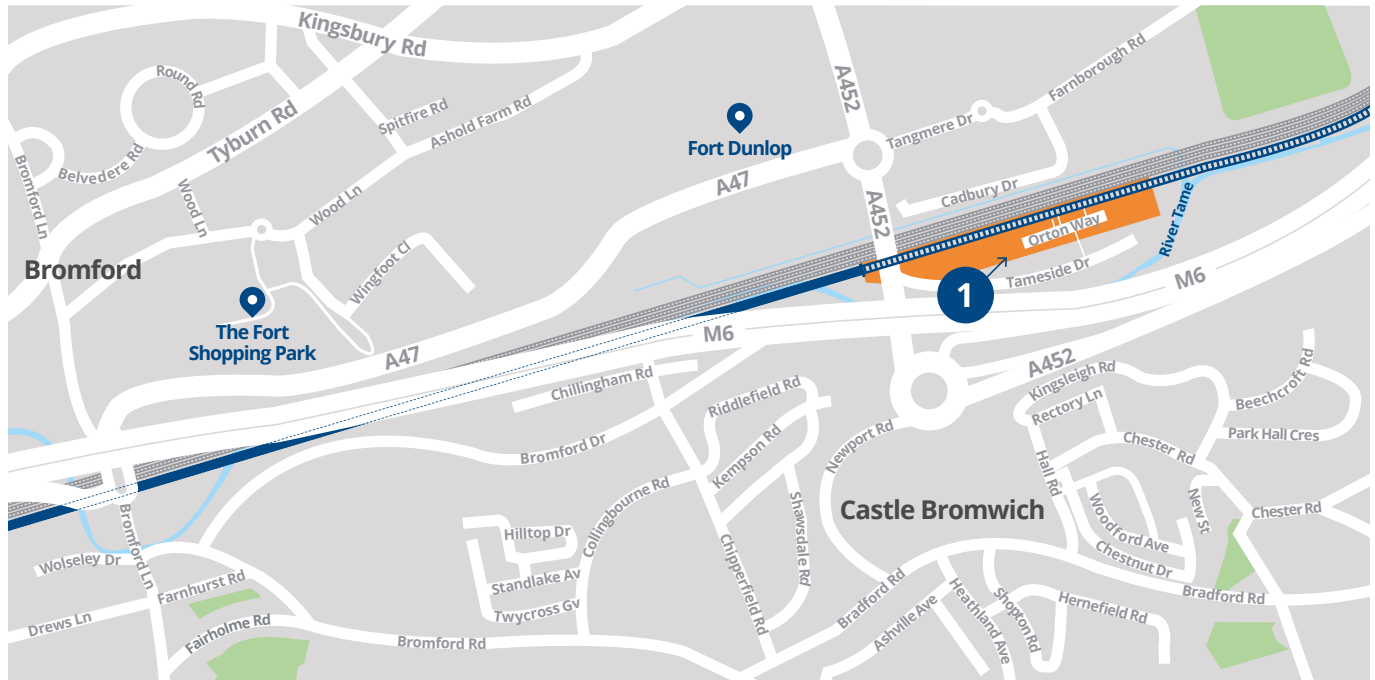 Kingsbury Rd
A452
Farnborough Rd
Round Rd
Spitfire Rd
Ashold Farm Rd
Tyburn Rd
Fort Dunlop
Tangmere Dr
Belvedere Rd
Bromford Ln
Wood Ln
Wood Ln
A47
A452
Cadbury Dr
Orton Way
River Tame
Bromford
Wingfoot Cl
Tameside Dr
1
M6
The Fort
Shopping Park
M6
A47
A452
Chillingham Rd
Riddlefield Rd
Kingsleigh Rd
Rectory Ln
Beechcroft Rd
Park Hall Cres
Bromford Dr
Kempson Rd
Newport Rd
Hall Rd
Chester Rd
Collingbourne Rd
Shawsdale Rd
Castle Bromwich
Woodford Ave
New St
Chester Rd
Bromford Ln
Hilltop Dr
Chipperfield Rd
Chestnut Dr
Wolseley Dr
Standlake Av
Farnhurst Rd
Twycross Gv
Bradford Rd
Heathland Ave
Shopton Rd
Hernefield Rd
Bradford Rd
Drews Ln
Fairholme Rd
Bromford Rd
Ashville Ave